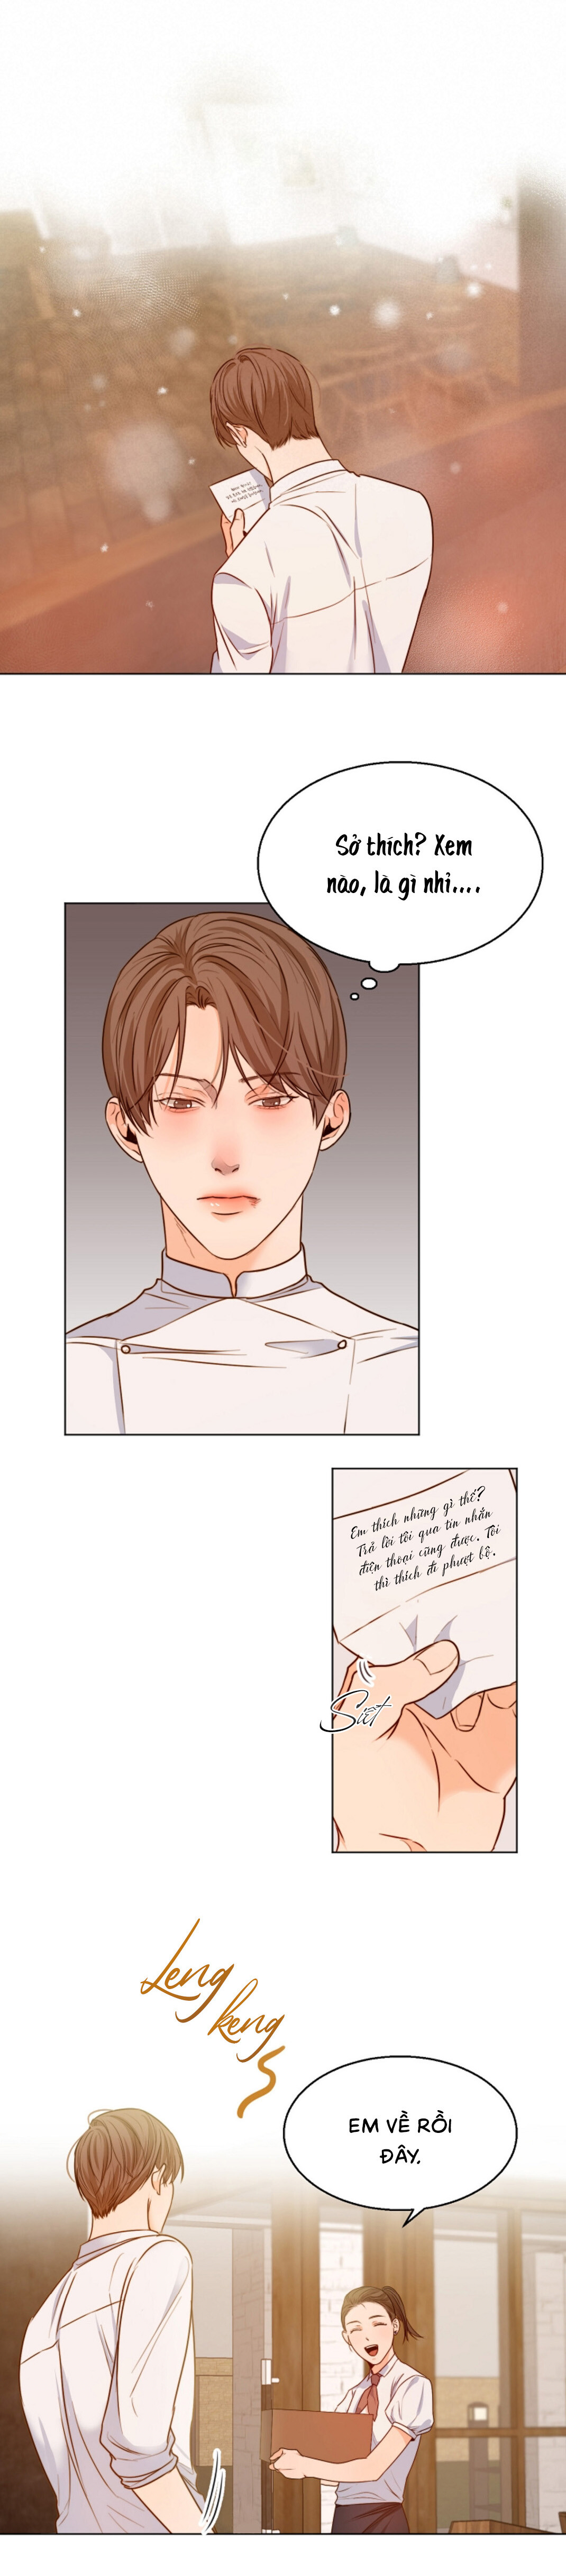 Sở thích? Xem
nào, là gì nhỉ....
Em thích những gì thế?
Trả lời tôi qua tin nhắn
điện thoại cũng được. Tôi
thì thích đi phượt bộ.
Siết
Leng
keng
EM VỀ RỒI
ĐÂY.